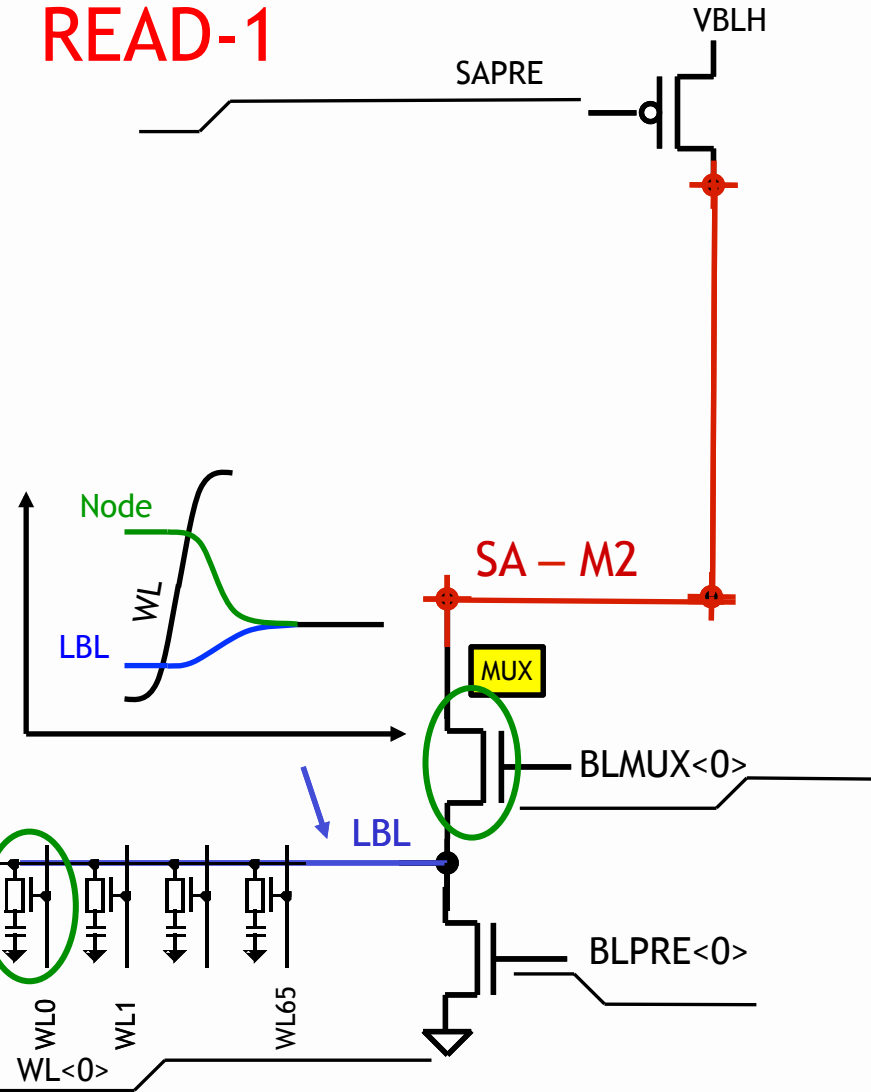 READ-1
VBLH
SAPRE
Node
WL
LBL
SA – M2
MUX
BLMUX<0>
LBL
BLPRE<0>
WL0
WL1
WL65
WL<0>